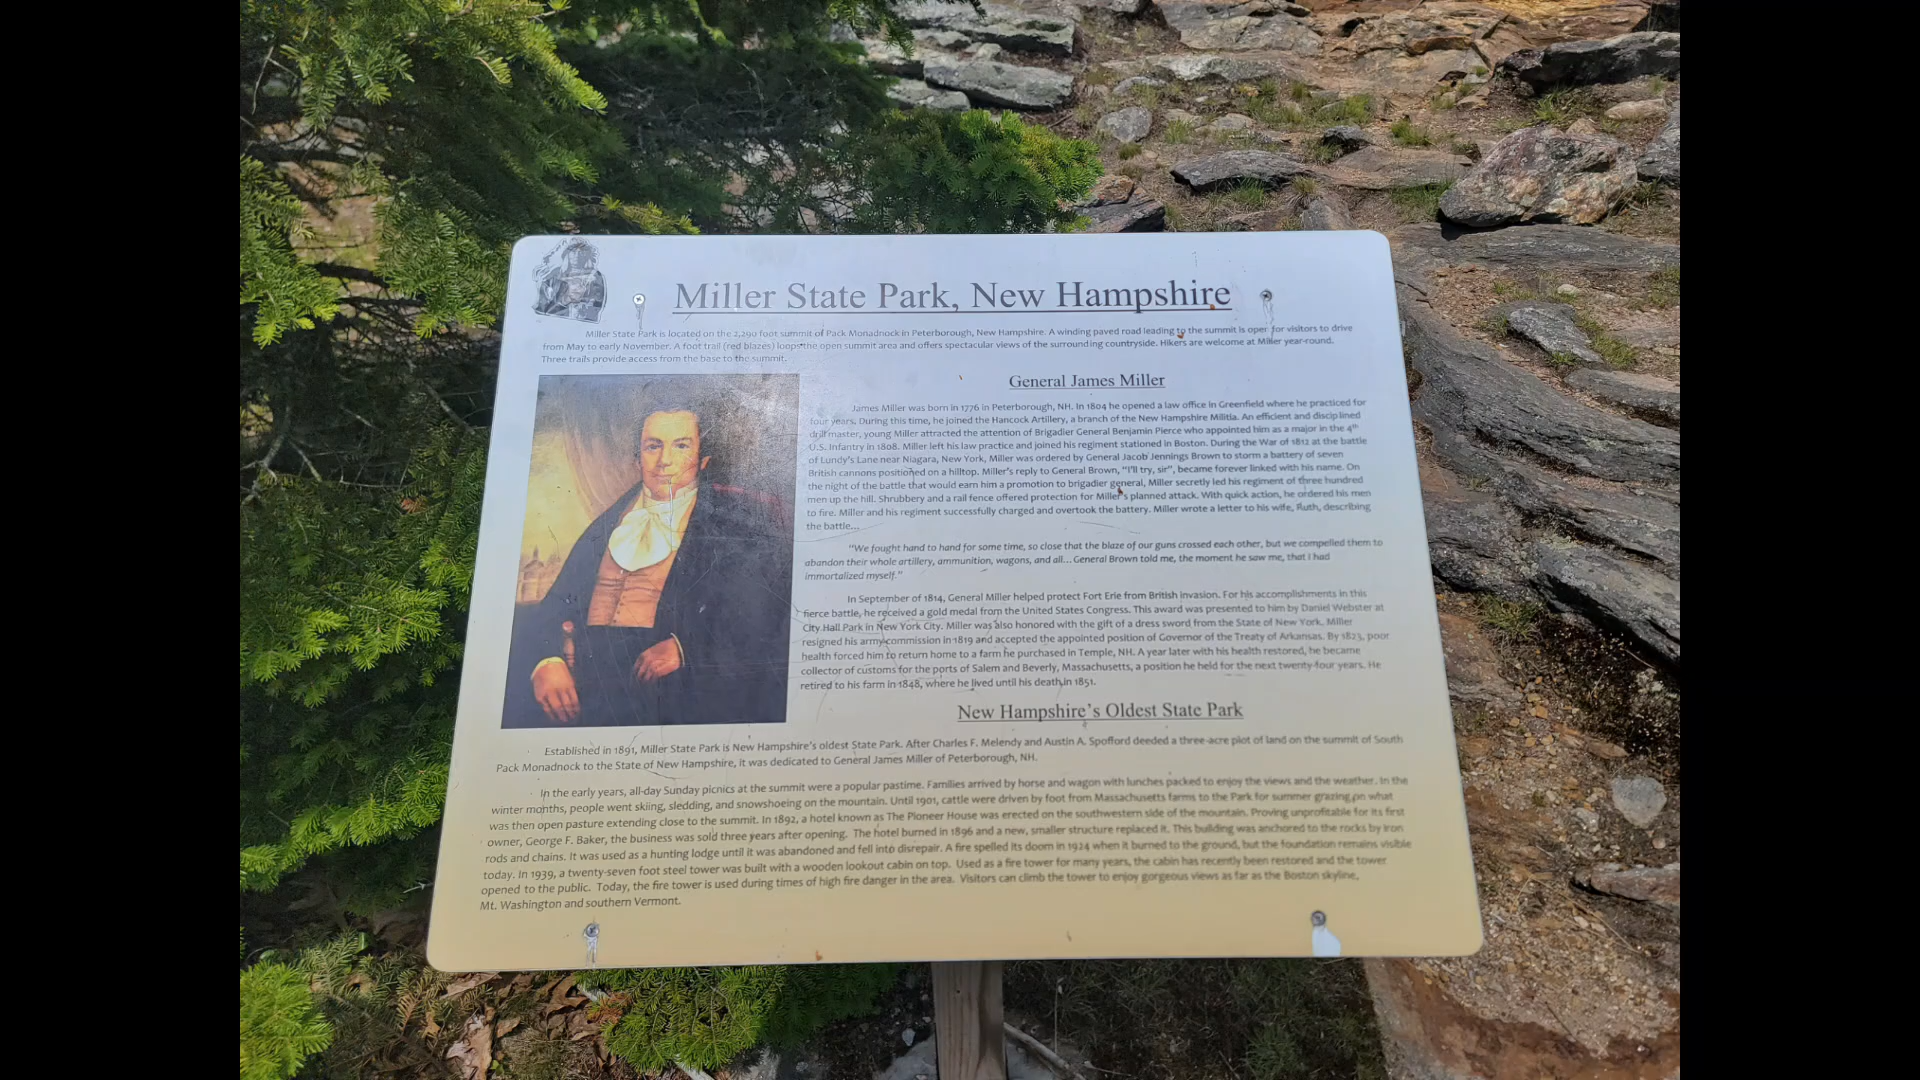 Miller State Park, New Hampshire
Miller State Park is located on the 2,290 foot summit of Pack Monadnock in Peterborough, New Hampshire. A winding paved road leading to the summit is open for visitors to drive
from May to early November. A foot trail (red blazes) loops the open summit area and offers spectacular views of the surrounding countryside. Hikers are welcome at Miller year-round.
Three trails provide access from the base to the summit.
General James Miller
James Miller was born in 1776 in Peterborough, NH. In 1804 he opened a law office in Greenfield where he practiced for
four years. During this time, he joined the Hancock Artillery, a branch of the New Hampshire Militia. An efficient and disciplined
drill master, young Miller attracted the attention of Brigadier General Benjamin Pierce who appointed him as a major in the 4th
U.S. Infantry in 1808. Miller left his law practice and joined his regiment stationed in Boston. During the War of 1812 at the battle
of Lundy's Lane near Niagara, New York, Miller was ordered by General Jacob Jennings Brown to storm a battery of seven
British cannons positioned on a hilltop. Miller's reply to General Brown, "I'll try, sir", became forever linked with his name. On
the night of the battle that would earn him a promotion to brigadier general, Miller secretly led his regiment of three hundred
men up the hill. Shrubbery and a rail fence offered protection for Miller's planned attack. With quick action, he ordered his men
to fire. Miller and his regiment successfully charged and overtook the battery. Miller wrote a letter to his wife, Ruth, describing
the battle...
"We fought hand to hand for some time, so close that the blaze of our guns crossed each other, but we compelled them to
abandon their whole artillery, ammunition, wagons, and all... General Brown told me, the moment he saw me, that I had
immortalized myself."
In September of 1814, General Miller helped protect Fort Erie from British invasion. For his accomplishments in this
fierce battle, he received a gold medal from the United States Congress. This award was presented to him by Daniel Webster at
City Hall Park in New York City. Miller was also honored with the gift of a dress sword from the State of New York. Miller
resigned his army commission in 1819 and accepted the appointed position of Governor of the Treaty of Arkansas. By 1823, poor
health forced him to return home to a farm he purchased in Temple, NH. A year later with his health restored, he became
collector of customs for the ports of Salem and Beverly, Massachusetts, a position he held for the next twenty-four years. He
retired to his farm in 1848, where he lived until his death in 1851.
New Hampshire's Oldest State Park
Established in 1891, Miller State Park is New Hampshire's oldest State Park. After Charles F. Melendy and Austin A. Spofford deeded a three-acre plot of land on the summit of South
Pack Monadnock to the State of New Hampshire, it was dedicated to General James Miller of Peterborough, NH.
In the early years, all-day Sunday picnics at the summit were a popular pastime. Families arrived by horse and wagon with lunches packed to enjoy the views and the weather. In the
winter months, people went skiing, sledding, and snowshoeing on the mountain. Until 1901, cattle were driven by foot from Massachusetts farms to the Park for summer grazing on what
was then open pasture extending close to the summit. In 1892, a hotel known as The Pioneer House was erected on the southwestern side of the mountain. Proving unprofitable for its first
owner, George F. Baker, the business was sold three years after opening. The hotel burned in 1896 and a new, smaller structure replaced it. This building was anchored to the rocks by iron
rods and chains. It was used as a hunting lodge until it was abandoned and fell into disrepair. A fire spelled its doom in 1924 when it burned to the ground, but the foundation remains visible
today. In 1939, a twenty-seven foot steel tower was built with a wooden lookout cabin on top. Used as a fire tower for many years, the cabin has recently been restored and the tower
opened to the public. Today, the fire tower is used during times of high fire danger in the area. Visitors can climb the tower to enjoy gorgeous views as far as the Boston skyline,
Mt. Washington and southern Vermont.